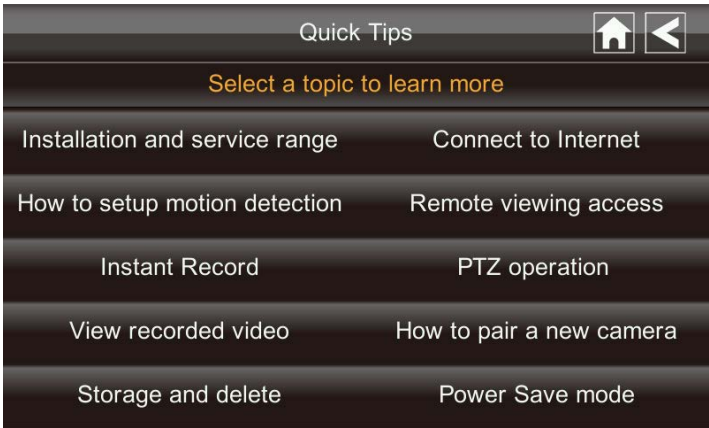 Quick Tips
Select a topic to learn more
Installation and service range
Connect to Internet
How to setup motion detection
Remote viewing access
Instant Record
PTZ operation
View recorded video
How to pair a new camera
Storage and delete
Power Save mode